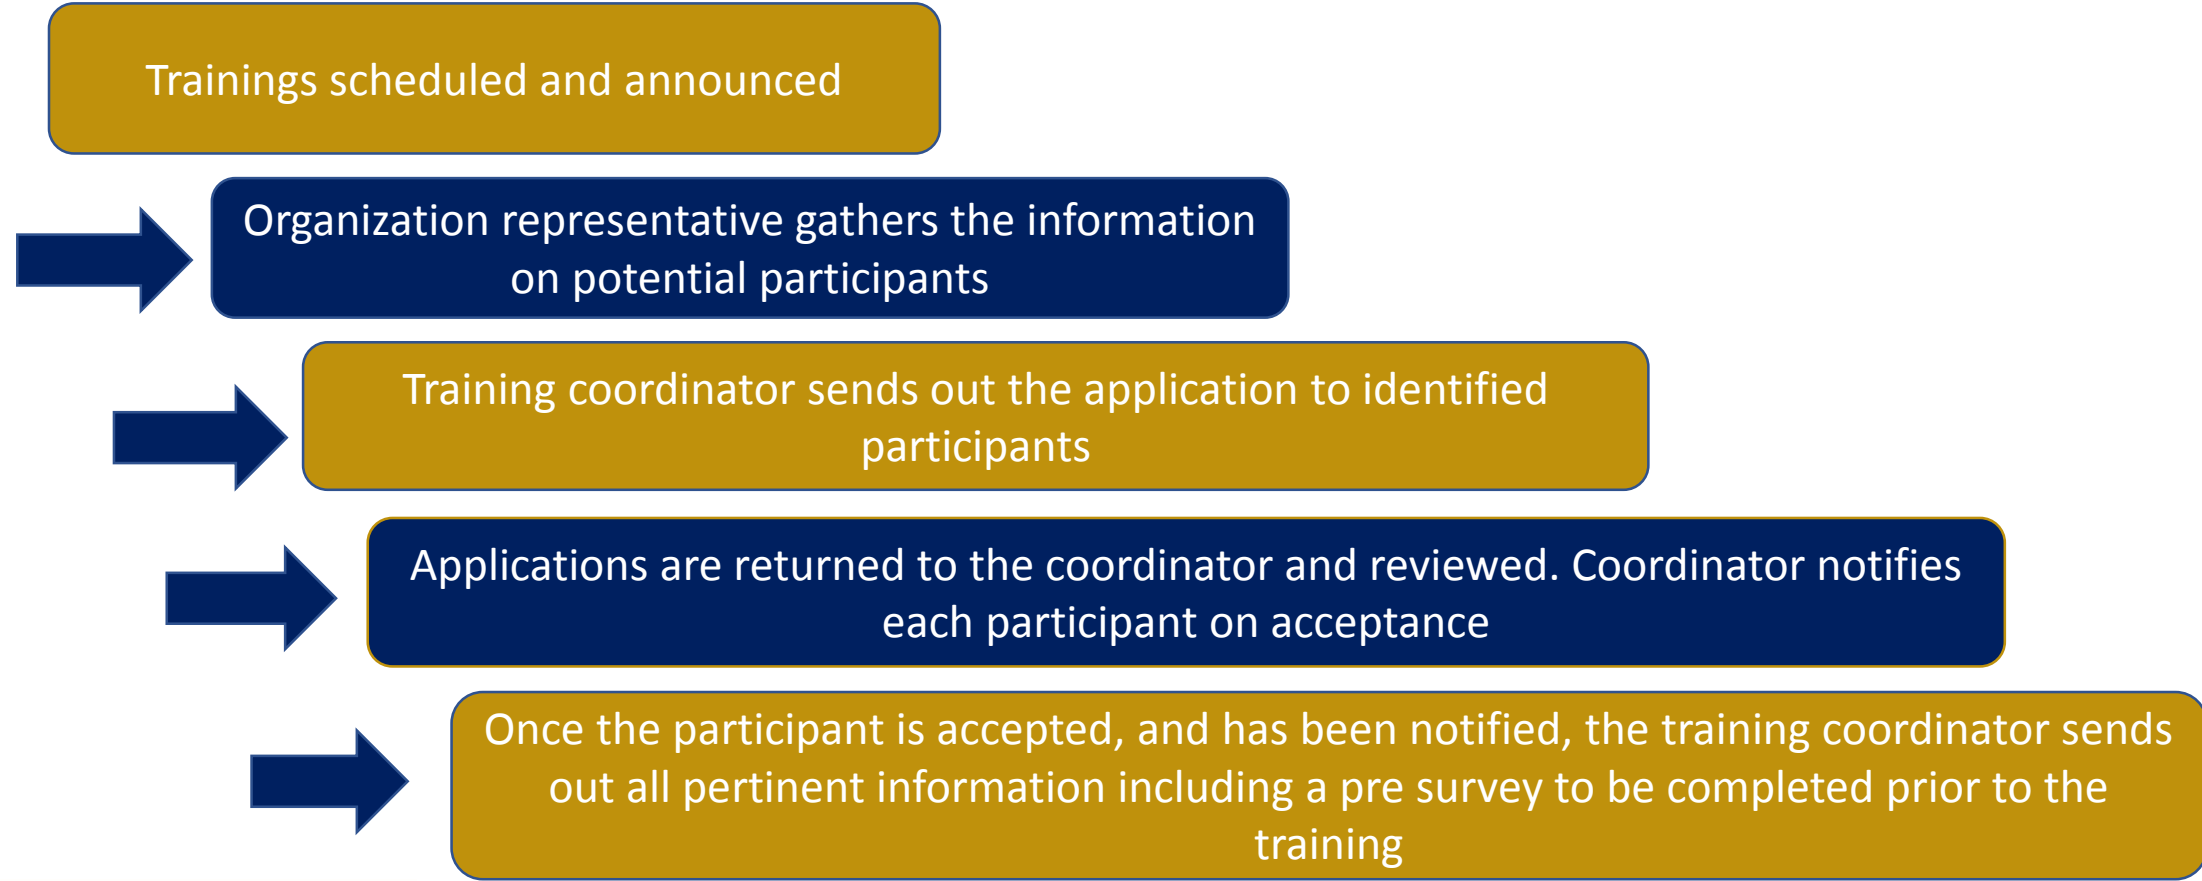 Trainings scheduled and announced
Organization representative gathers the information
on potential participants
Training coordinator sends out the application to identified
participants
Applications are returned to the coordinator and reviewed. Coordinator notifies
each participant on acceptance
Once the participant is accepted, and has been notified, the training coordinator sends
out all pertinent information including a pre survey to be completed prior to the
training